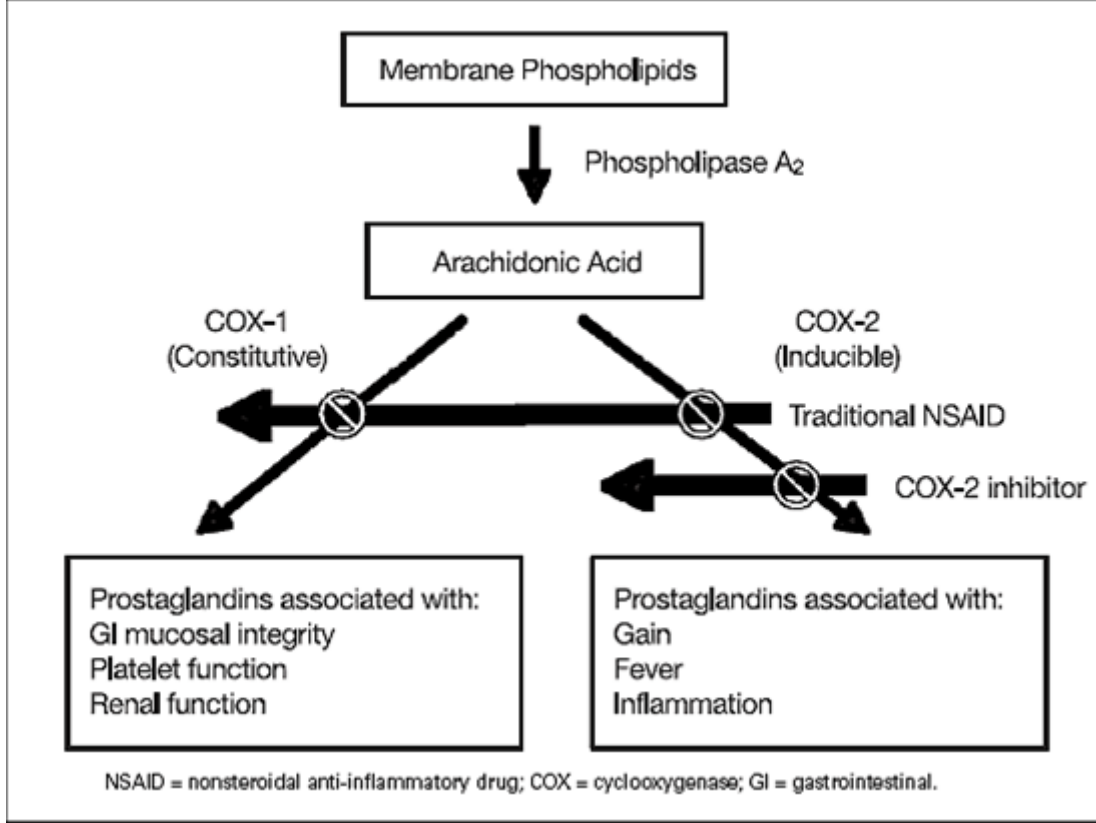 Membrane Phospholipids
Phospholipase A₂
Arachidonic Acid
COX-1
(Constitutive)
COX-2
(Inducible)
Traditional NSAID
COX-2 inhibitor
Prostaglandins associated with:
GI mucosal integrity
Platelet function
Renal function
Prostaglandins associated with:
Gain
Fever
Inflammation
NSAID = nonsteroidal anti-inflammatory drug; COX = cyclooxygenase; GI = gastrointestinal.